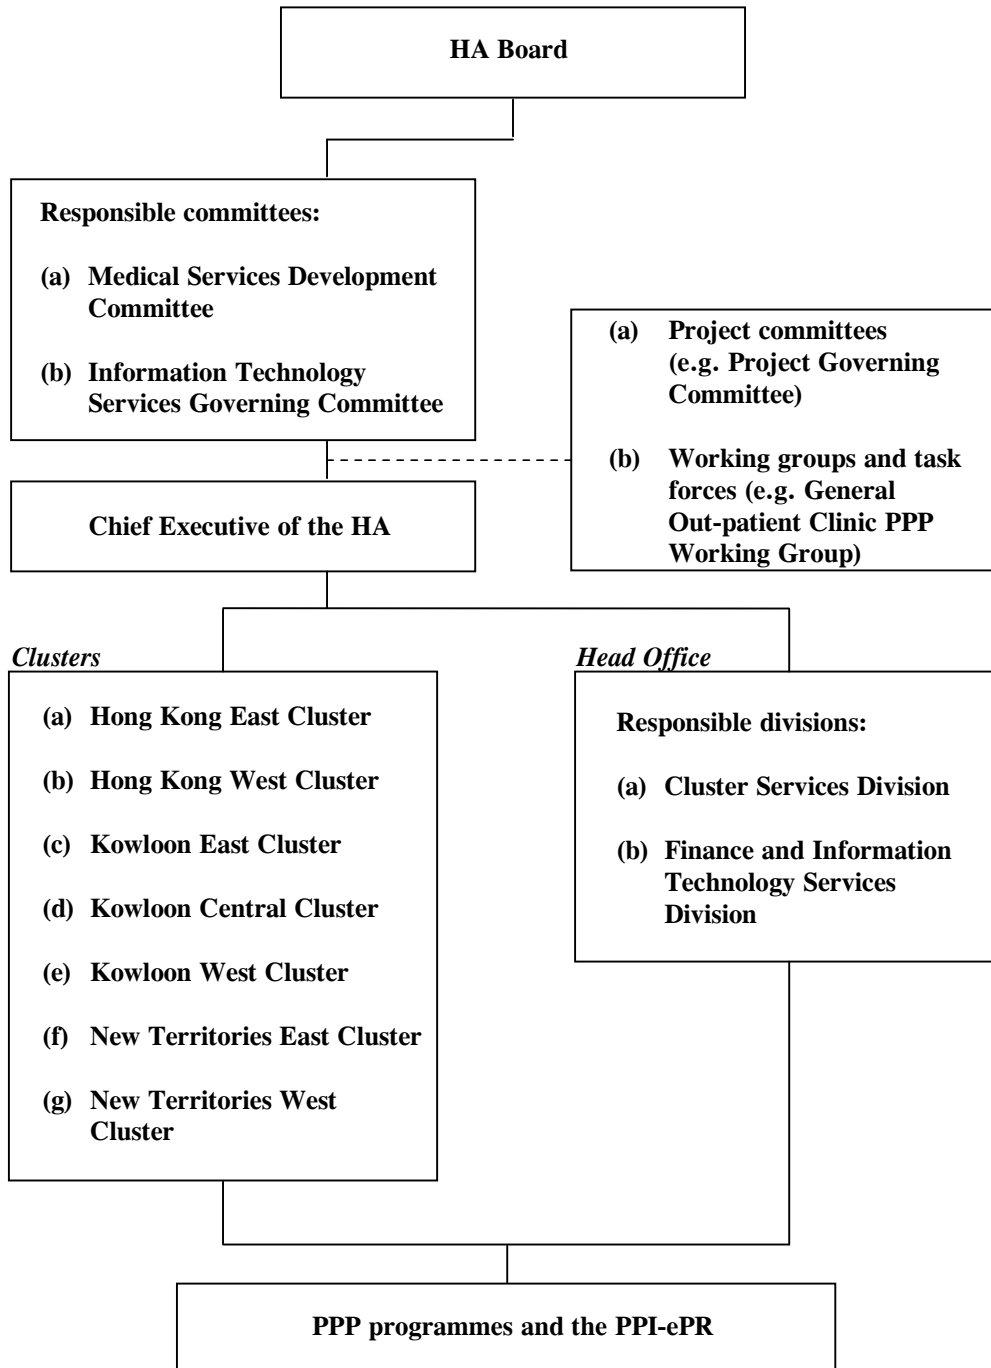 HA Board
Responsible committees:
(a) Medical Services Development
Committee
(b) Information Technology
Services Governing Committee
(a) Project committees
(e.g. Project Governing
Committee)
(b) Working groups and task
forces (e.g. General
Out-patient Clinic PPP
Working Group)
Chief Executive of the HA
Clusters
(a) Hong Kong East Cluster
(b) Hong Kong West Cluster
(c) Kowloon East Cluster
(d) Kowloon Central Cluster
(e) Kowloon West Cluster
(f) New Territories East Cluster
(g) New Territories West
Cluster
Head Office
Responsible divisions:
(a) Cluster Services Division
(b) Finance and Information
Technology Services
Division
PPP programmes and the PPI-ePR